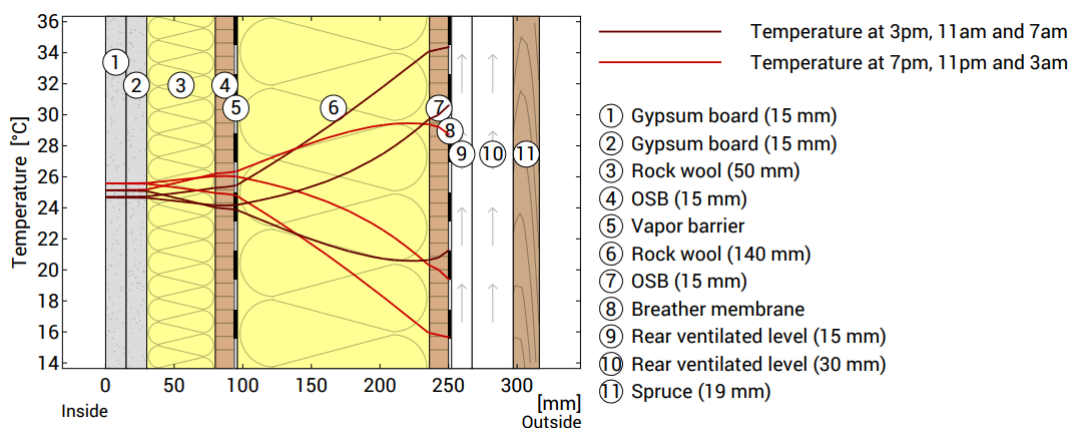 Temperature [°C]
36
34
32
30
28
26
24
22
20
18
16
14
0 50 100 150 200 250 300
[mm]
Inside
Outside
1
2
3
4
5
6
7
8
9
10
11
Temperature at 3pm, 11am and 7am
Temperature at 7pm, 11pm and 3am
1 Gypsum board (15 mm)
2 Gypsum board (15 mm)
3 Rock wool (50 mm)
4 OSB (15 mm)
5 Vapor barrier
6 Rock wool (140 mm)
7 OSB (15 mm)
8 Breather membrane
9 Rear ventilated level (15 mm)
10 Rear ventilated level (30 mm)
11 Spruce (19 mm)